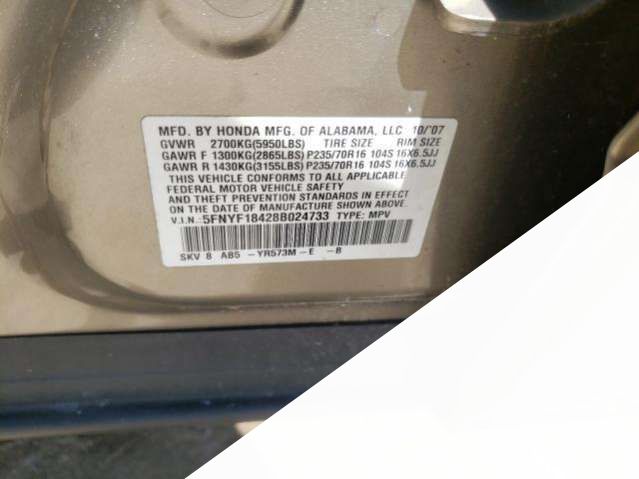 MFD. BY HONDA MFG. OF ALABAMA, LLC 10/'07
GVWR 2700KG(5950LBS) TIRE SIZE RIM SIZE
GAWR F 1300KG(2865LBS) P235/70R16 104S 16X6.5JJ
GAWR R 1430KG(3155LBS) P235/70R16 104S 16X6.5JJ
THIS VEHICLE CONFORMS TO ALL APPLICABLE
FEDERAL MOTOR VEHICLE SAFETY
AND THEFT PREVENTION STANDARDS IN EFFECT
ON THE DATE OF MANUFACTURE SHOWN ABOVE.
V.I.N.:5FNYF18428B024733 TYPE: MPV
SKV 8 AB5 -YR573M-E -B